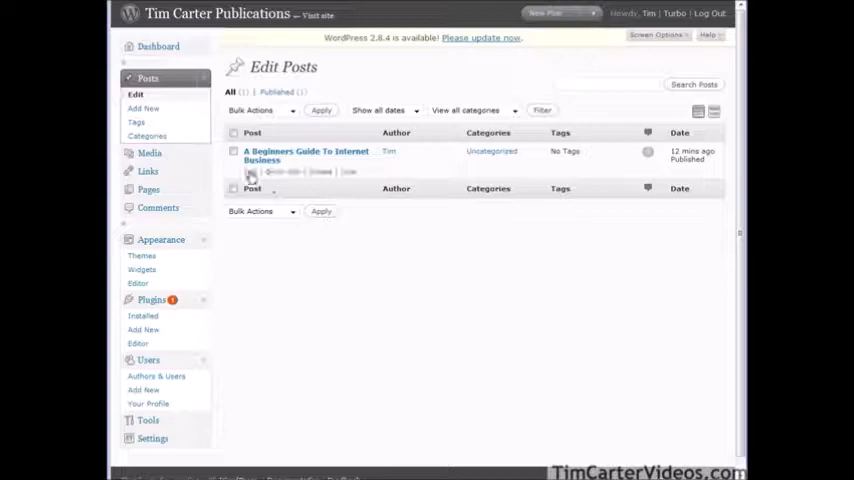 Tim Carter Publications — Visit site
New Post
Howdy, Tim | Turbo | Log Out
WordPress 2.8.4 is available! Please update now.
Screen Options
Help
Dashboard
Posts
Edit
Add New
Tags
Categories
Media
Links
Pages
Comments
Appearance
Themes
Widgets
Editor
Plugins 1
Installed
Add New
Editor
Users
Authors & Users
Add New
Your Profile
Tools
Settings
Edit Posts
All (1) | Published (1)
Search Posts
Bulk Actions Apply Show all dates View all categories Filter
Post Author Categories Tags Date
A Beginners Guide To Internet Tim Uncategorized No Tags 12 mins ago
Business Published
Post Author Categories Tags Date
Bulk Actions Apply
TimCarterVideos.com